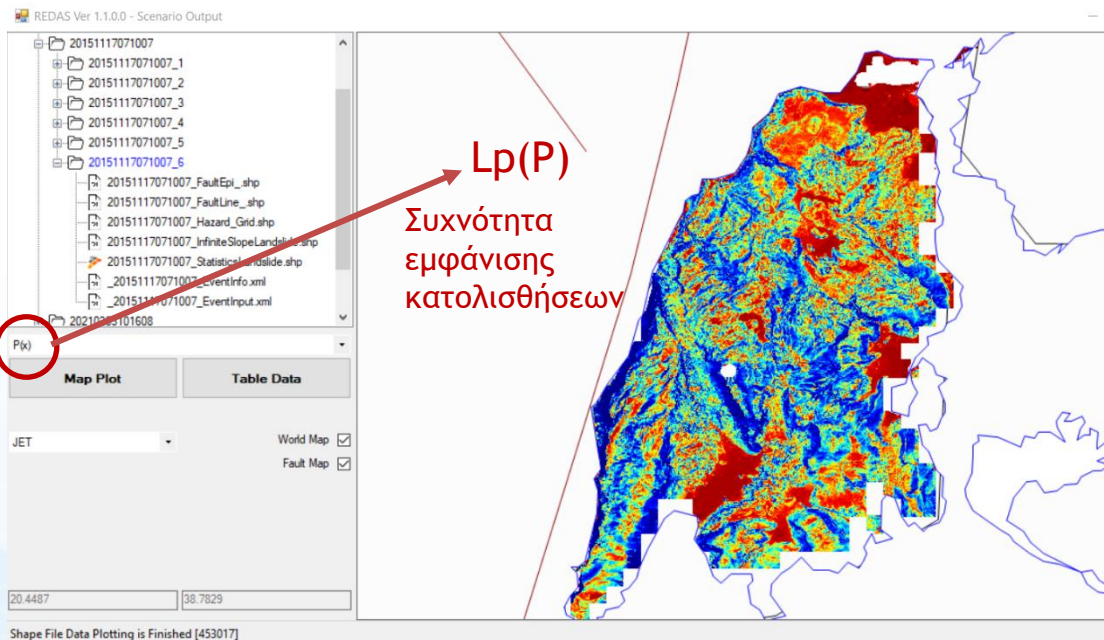 REDAS Ver 1.1.0.0 - Scenario Output
20151117071007
20151117071007_1
20151117071007_2
20151117071007_3
20151117071007_4
20151117071007_5
20151117071007_6
20151117071007_FaultEpi_.shp
20151117071007_FaultLine_.shp
20151117071007_Hazard_Grid.shp
20151117071007_InfiniteSlopeLandslide.shp
20151117071007_StatisticsLandslide.shp
_20151117071007_EventInfo.xml
_20151117071007_EventInput.xml
P(x)
Map Plot
Table Data
JET
World Map
Fault Map
20.4487
38.7829
Shape File Data Plotting is Finished [453017]
Lp(P)
Συχνότητα
εμφάνισης
κατολισθήσεων